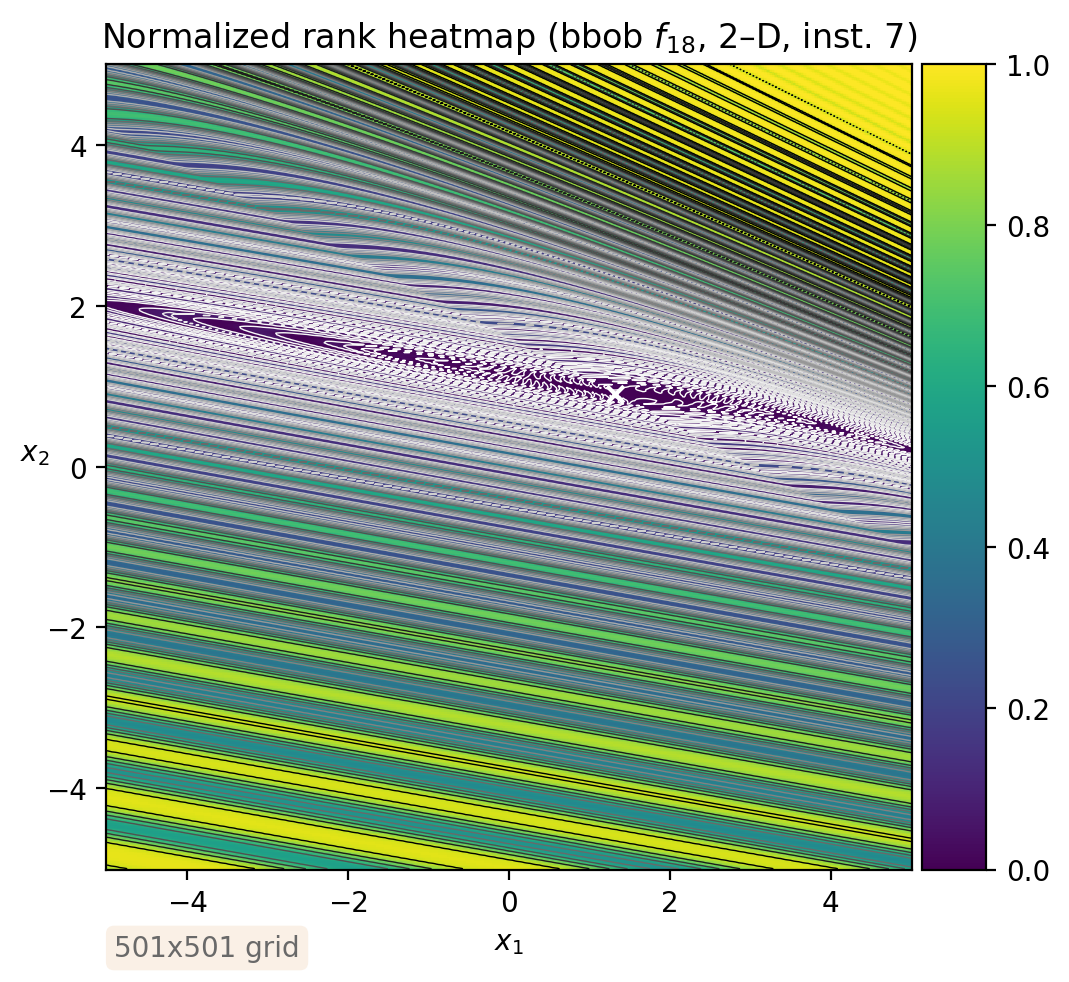 Normalized rank heatmap (bbob f₁₈, 2–D, inst. 7)
1.0
0.8
0.6
0.4
0.2
0.0
4
2
0
−2
−4
x₂
−4 −2 0 2 4
x₁
501x501 grid